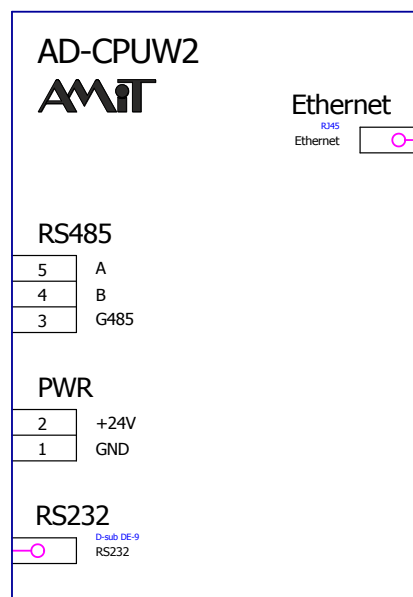 AD-CPUW2
AMiT
Ethernet
RJ45
Ethernet
RS485
5 A
4 B
3 G485
PWR
2 +24V
1 GND
RS232
D-sub DE-9
RS232